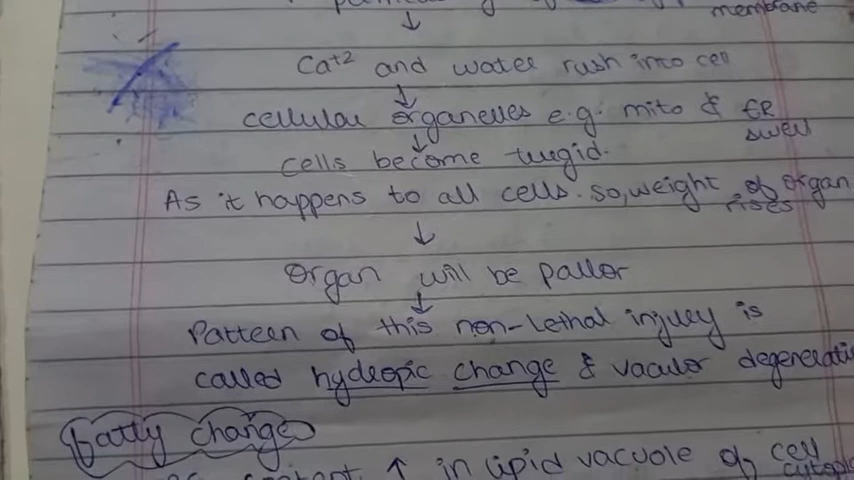 membrane
↓
Ca+2 and water rush into cell
↓
cellular organelles e.g. mito & ER swell
↓
cells become turgid.
As it happens to all cells. so, weight of organ rises
↓
Organ will be pallor
↓
Pattern of this non-lethal injury is
called hydropic change & vacular degenerati
Fatty change
content ↑ in lipid vacuole of cell